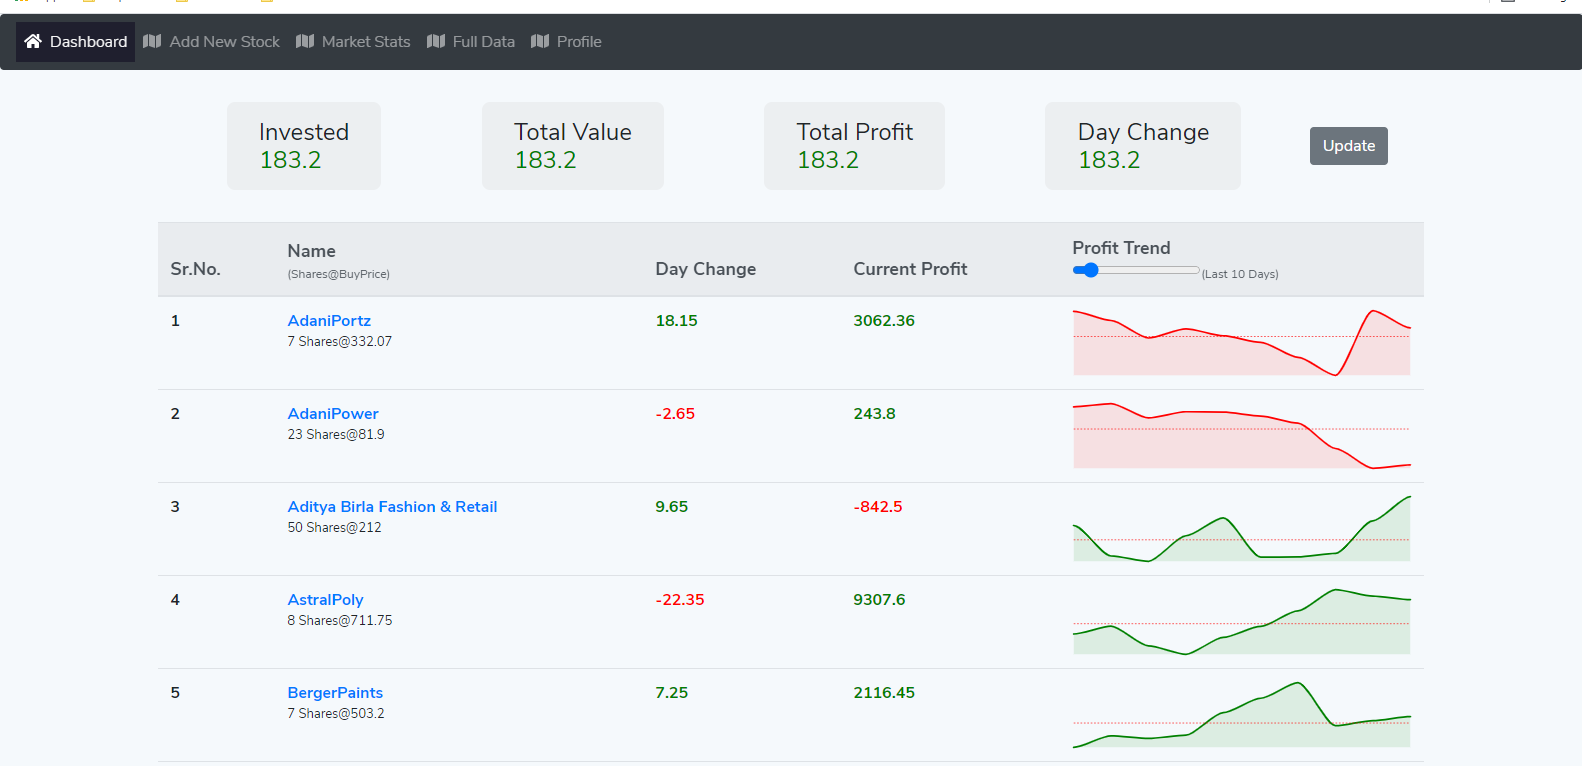 Dashboard Add New Stock Market Stats Full Data Profile
Invested Total Value Total Profit Day Change
183.2 183.2 183.2 183.2
Update
Sr.No. Name Day Change Current Profit Profit Trend
(Shares@BuyPrice) (Last 10 Days)
1 AdaniPortz 18.15 3062.36
7 Shares@332.07
2 AdaniPower -2.65 243.8
23 Shares@81.9
3 Aditya Birla Fashion & Retail 9.65 -842.5
50 Shares@212
4 AstralPoly -22.35 9307.6
8 Shares@711.75
5 BergerPaints 7.25 2116.45
7 Shares@503.2